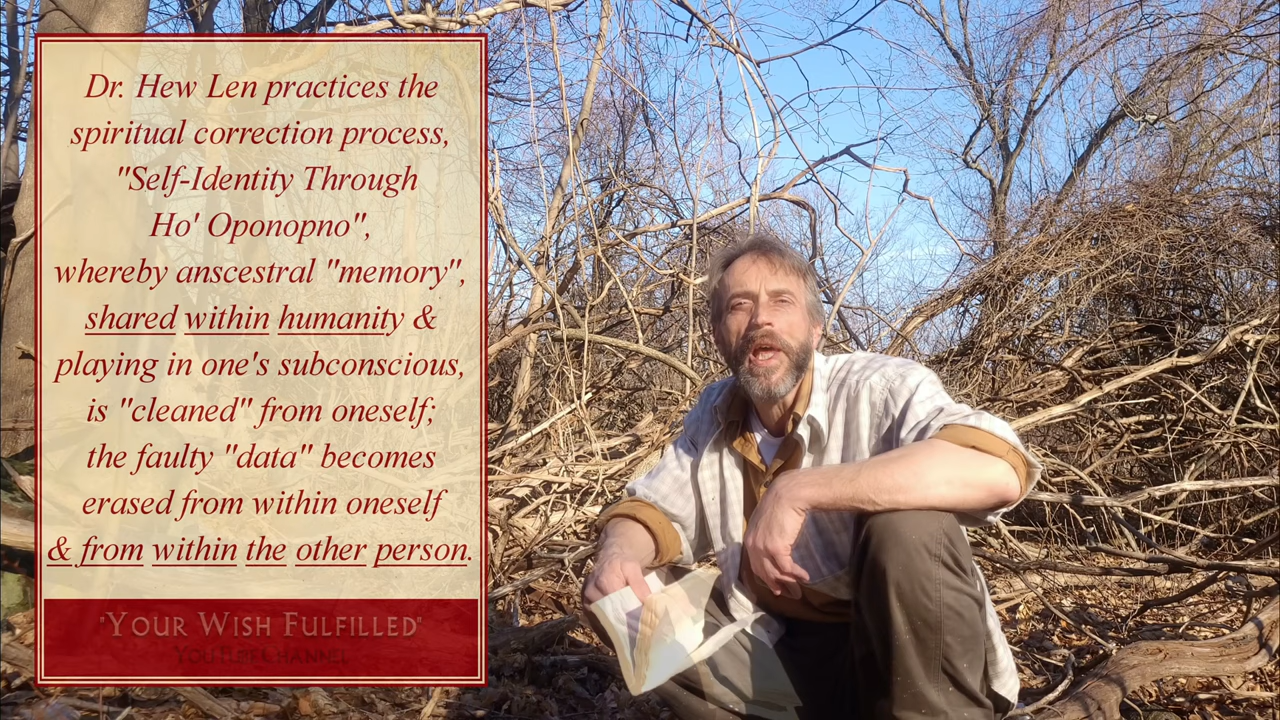 Dr. Hew Len practices the
spiritual correction process,
"Self-Identity Through
Ho' Oponopno",
whereby anscestral "memory",
shared within humanity &
playing in one's subconscious,
is "cleaned" from oneself;
the faulty "data" becomes
erased from within oneself
& from within the other person.
"Your Wish Fulfilled"
YouTube Channel